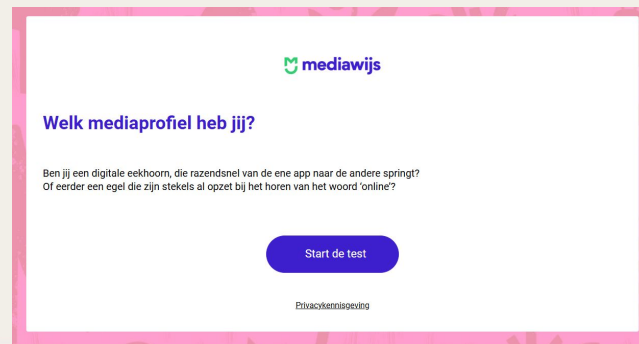 mediawijs
Welk mediaprofiel heb jij?
Ben jij een digitale eekhoorn, die razendsnel van de ene app naar de andere springt?
Of eerder een egel die zijn stekels al opzet bij het horen van het woord ‘online’?
Start de test
Privacykennisgeving